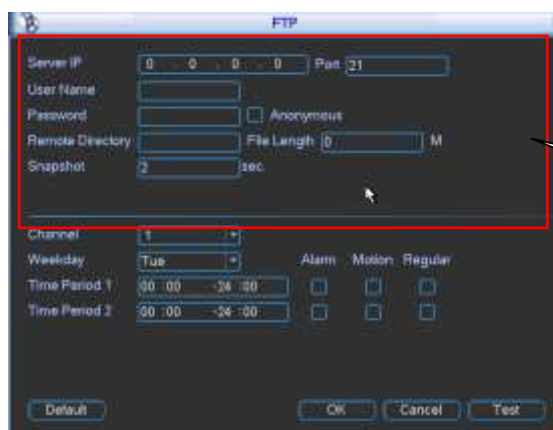 FTP
Server IP 0 . 0 . 0 . 0 Port 21
User Name
Password Anonymous
Remote Directory File Length 0 M
Snapshot 2 sec.
Channel 1
Weekday Tue Alarm Motion Regular
Time Period 1 00 :00 -24 :00
Time Period 2 00 :00 -24 :00
Default OK Cancel Test